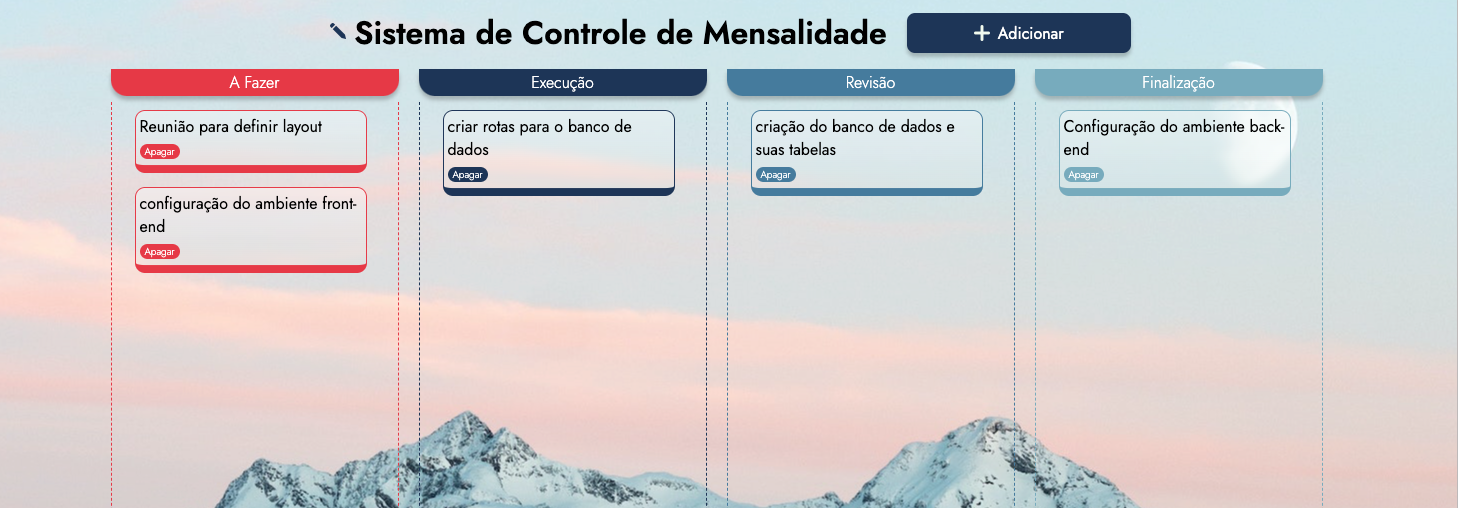 Sistema de Controle de Mensalidade
Adicionar
A Fazer
Reunião para definir layout
Apagar
configuração do ambiente front-
end
Apagar
Execução
criar rotas para o banco de
dados
Apagar
Revisão
criação do banco de dados e
suas tabelas
Apagar
Finalização
Configuração do ambiente back-
end
Apagar